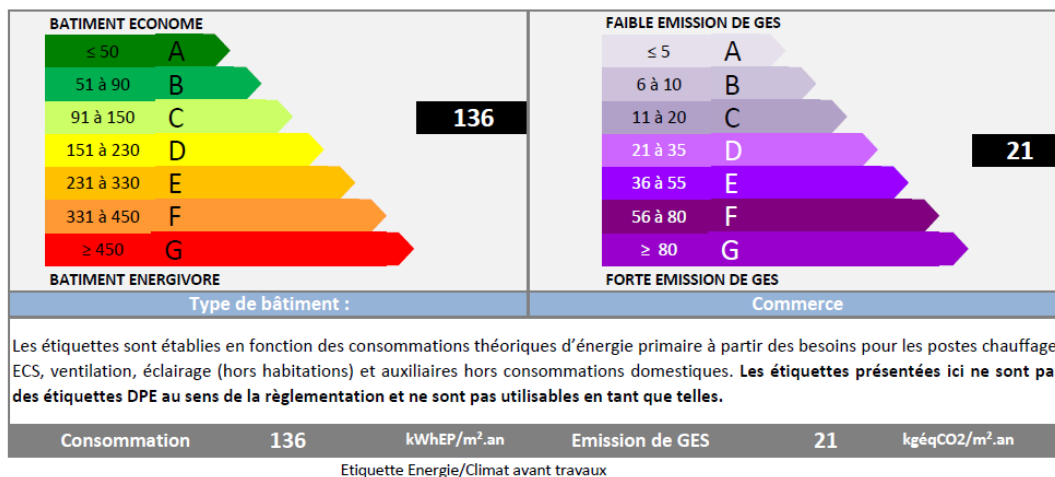 BATIMENT ECONOME
≤ 50 A
51 à 90 B
91 à 150 C
136
151 à 230 D
231 à 330 E
331 à 450 F
≥ 450 G
BATIMENT ENERGIVORE
FAIBLE EMISSION DE GES
≤ 5 A
6 à 10 B
11 à 20 C
21 à 35 D
21
36 à 55 E
56 à 80 F
≥ 80 G
FORTE EMISSION DE GES
Type de bâtiment : Commerce
Les étiquettes sont établies en fonction des consommations théoriques d’énergie primaire à partir des besoins pour les postes chauffage
ECS, ventilation, éclairage (hors habitations) et auxiliaires hors consommations domestiques. Les étiquettes présentées ici ne sont pa
des étiquettes DPE au sens de la règlementation et ne sont pas utilisables en tant que telles.
Consommation 136 kWhEP/m².an Emission de GES 21 kgéqCO2/m².an
Etiquette Energie/Climat avant travaux